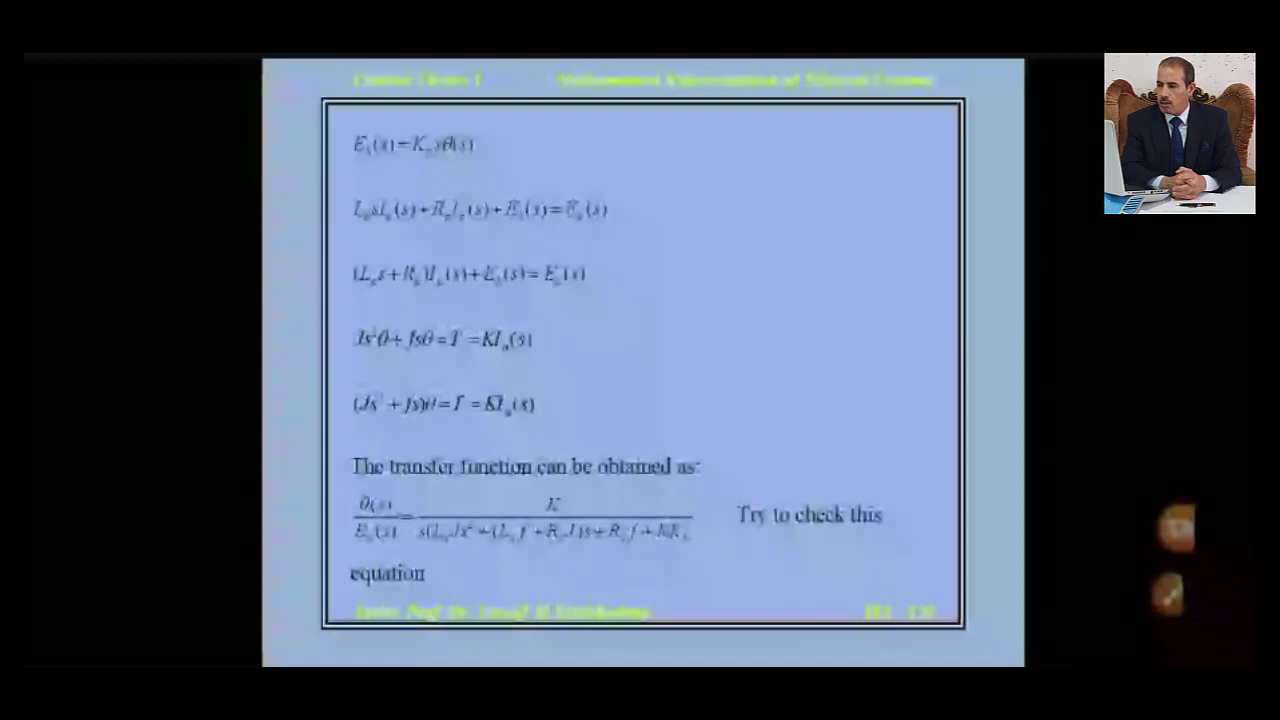 E_b(s)=K_b sθ(s)
L_a sI_a(s)+R_a I_a(s)+E_b(s)=E_a(s)
(L_a s+R_a)I_a(s)+E_b(s)=E_a(s)
Js²θ+fsθ=T=KI_a(s)
(Js²+fs)θ=T=KI_a(s)
The transfer function can be obtained as:
θ(s)/E_a(s)=K/s(L_a Js²+(L_a f+R_a J)s+R_a f+KK_b Try to check this
equation